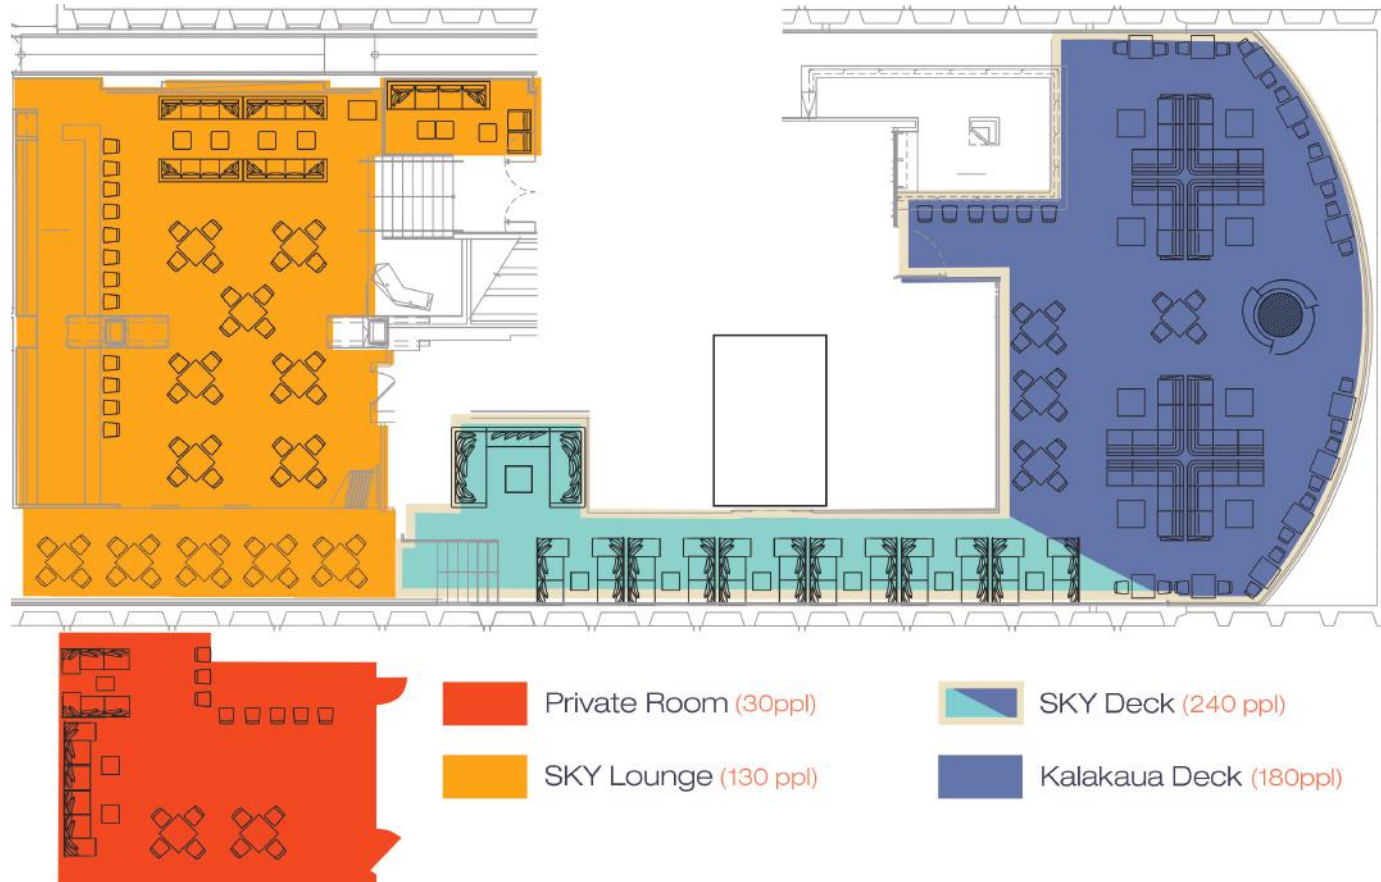 Private Room (30ppl)
SKY Deck (240 ppl)
SKY Lounge (130 ppl)
Kalakaua Deck (180ppl)